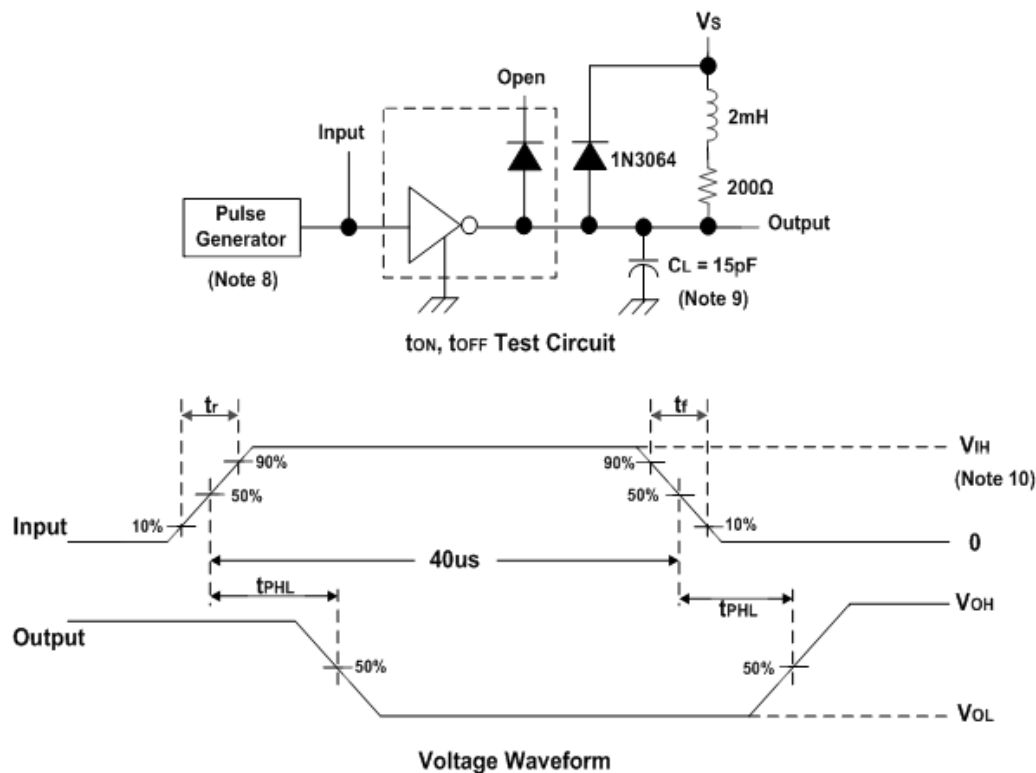 Vs
Open
2mH
Input
1N3064
200Ω
Pulse
Generator
Output
(Note 8)
CL = 15pF
(Note 9)
tON, tOFF Test Circuit
tr
tf
90%
90%
VIH
(Note 10)
50%
50%
Input
10%
10%
0
40us
tPHL
tPHL
VOH
Output
50%
50%
VOL
Voltage Waveform